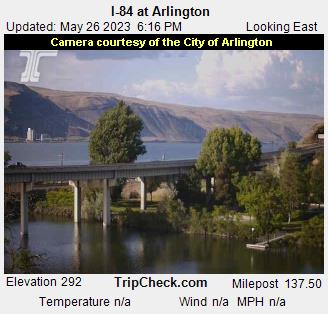 I-84 at Arlington
Updated: May 26 2023 6:16 PM Looking East
Camera courtesy of the City of Arlington
Elevation 292 TripCheck.com Milepost 137.50
Temperature n/a Wind n/a MPH n/a